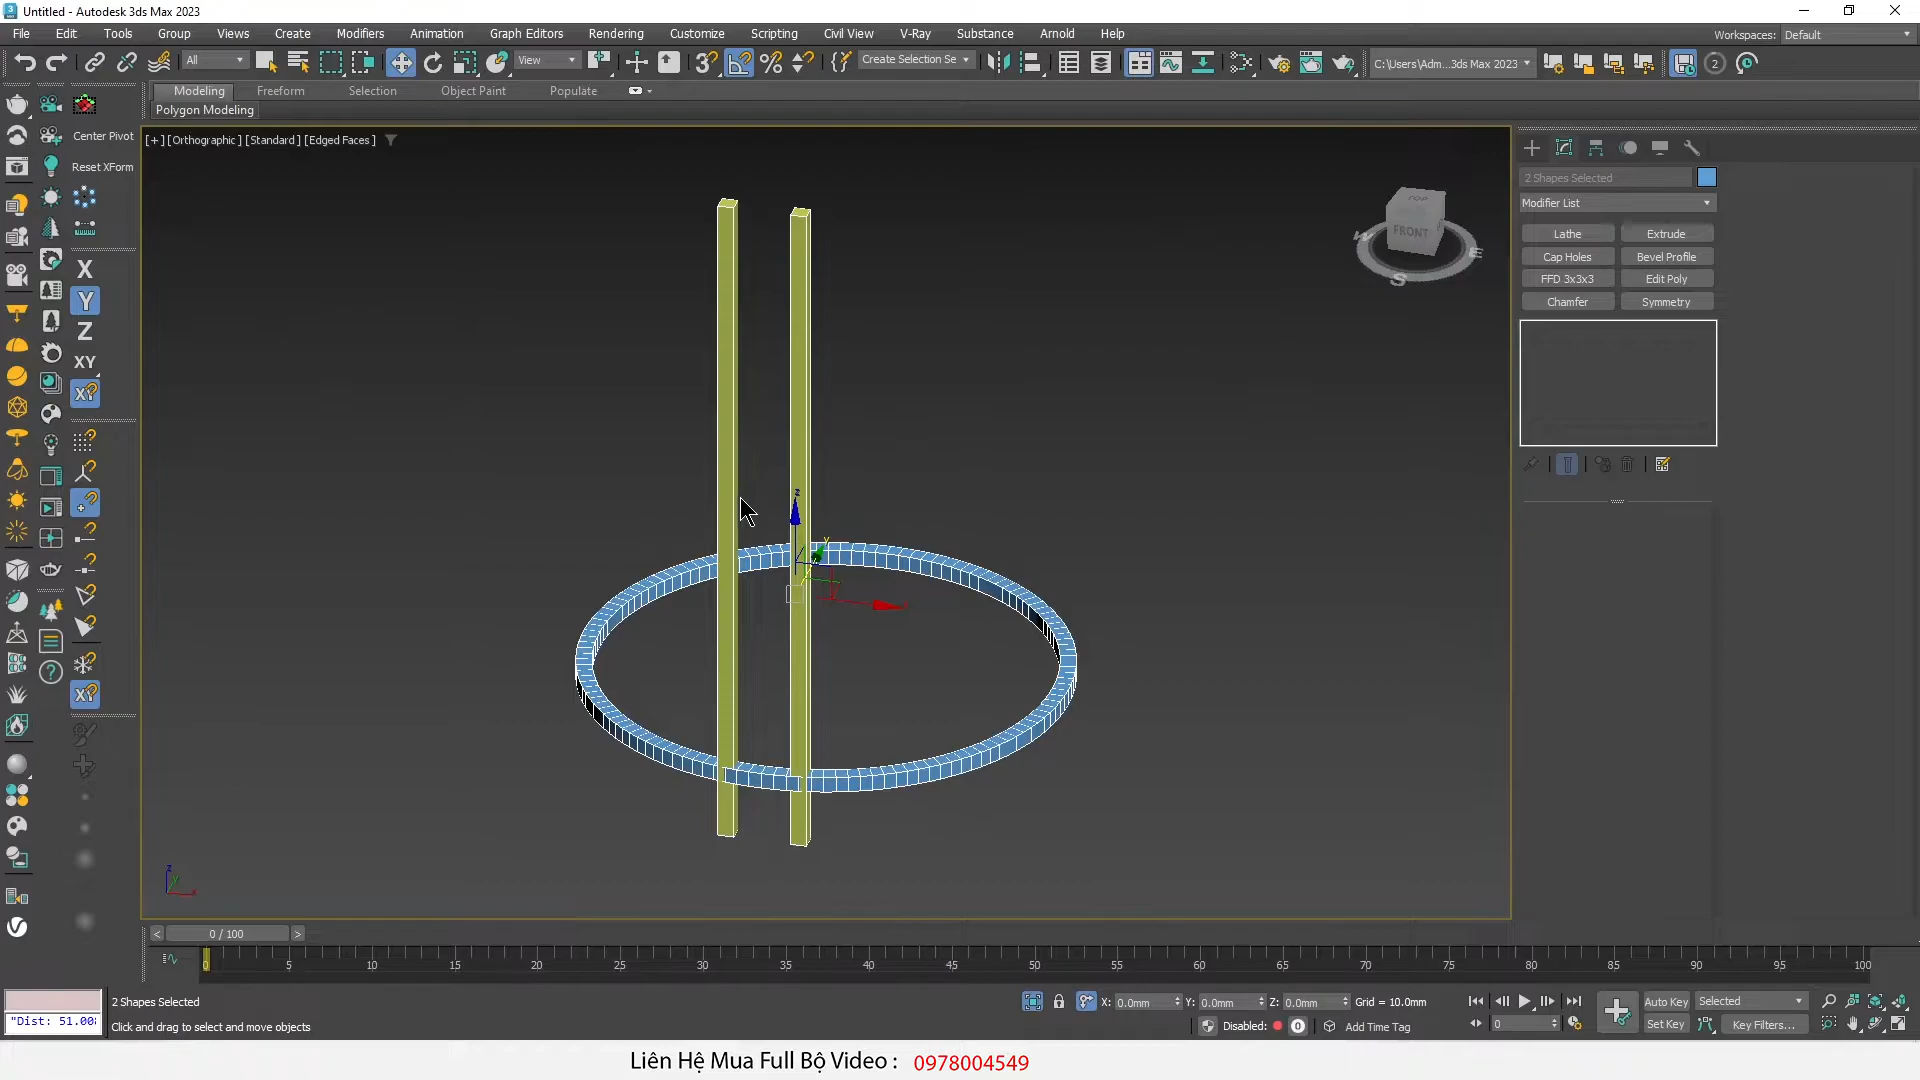 Untitled - Autodesk 3ds Max 2023
File Edit Tools Group Views Create Modifiers Animation Graph Editors Rendering Customize Scripting Civil View V-Ray Substance Arnold Help
Workspaces: Default
All View Create Selection Se C:\Users\Adm...3ds Max 2023 2
Modeling Freeform Selection Object Paint Populate
Polygon Modeling
Center Pivot
Reset XForm
X
Y
Z
XY
XY
XY
[+] [Orthographic] [Standard] [Edged Faces]
TOP
FRONT
W
E
S
z
y
2 Shapes Selected
Modifier List
Lathe Extrude
Cap Holes Bevel Profile
FFD 3x3x3 Edit Poly
Chamfer Symmetry
< 0 / 100 >
0 5 10 15 20 25 30 35 40 45 50 55 60 65 70 75 80 85 90 95 100
2 Shapes Selected
X: 0.0mm Y: 0.0mm Z: 0.0mm Grid = 10.0mm
Auto Key Selected
"Dist: 51.00
Click and drag to select and move objects
Disabled: 0 Add Time Tag
0
Set Key Key Filters...
Liên Hệ Mua Full Bộ Video : 0978004549